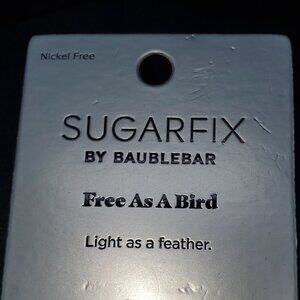 Nickel Free
SUGARFIX
BY BAUBLEBAR
Free As A Bird
Light as a feather.